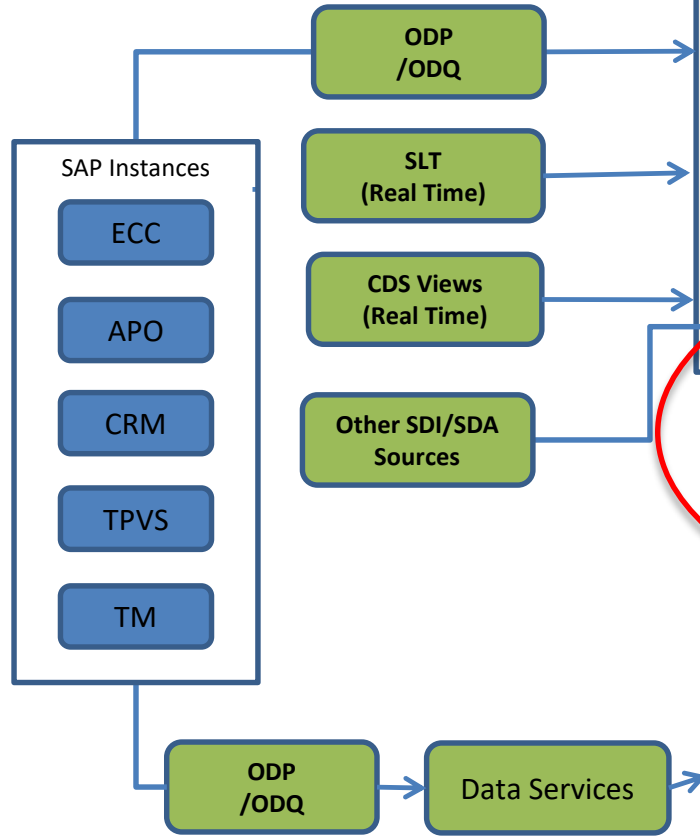 ODP
/ODQ
SAP Instances
ECC
APO
CRM
TPVS
TM
SLT
(Real Time)
CDS Views
(Real Time)
Other SDI/SDA
Sources
ODP
/ODQ
Data Services